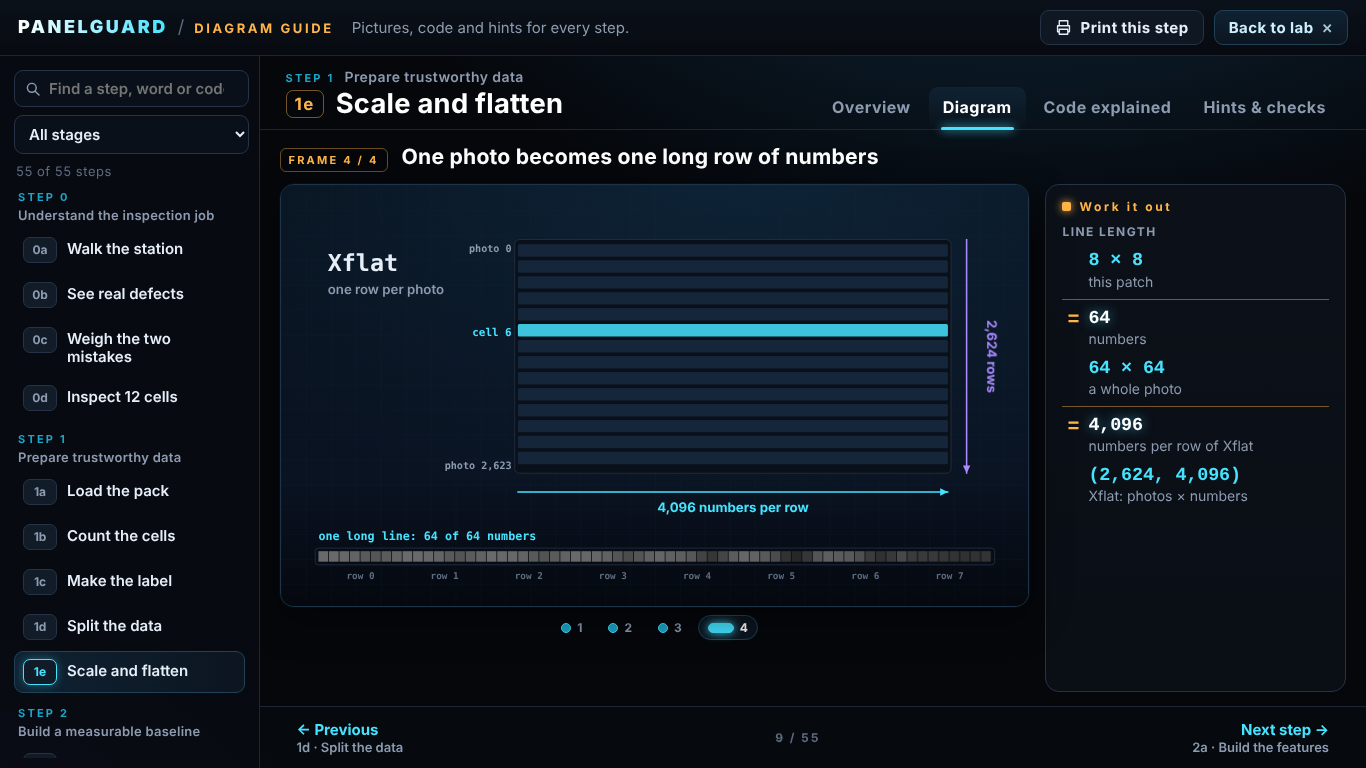 PANELGUARD / DIAGRAM GUIDE Pictures, code and hints for every step.
Print this step
Back to lab ×
Find a step, word or cod
All stages
55 of 55 steps
STEP 0
Understand the inspection job
0a Walk the station
0b See real defects
0c Weigh the two
mistakes
0d Inspect 12 cells
STEP 1
Prepare trustworthy data
1a Load the pack
1b Count the cells
1c Make the label
1d Split the data
1e Scale and flatten
STEP 2
Build a measurable baseline
STEP 1 Prepare trustworthy data
1e Scale and flatten
Overview
Diagram
Code explained
Hints & checks
FRAME 4 / 4 One photo becomes one long row of numbers
Xflat
one row per photo
photo 0
cell 6
photo 2,623
2,624 rows
4,096 numbers per row
one long line: 64 of 64 numbers
row 0 row 1 row 2 row 3 row 4 row 5 row 6 row 7
1 2 3 4
Work it out
LINE LENGTH
8 × 8
this patch
= 64
numbers
64 × 64
a whole photo
= 4,096
numbers per row of Xflat
(2,624, 4,096)
Xflat: photos × numbers
← Previous
1d · Split the data
9 / 55
Next step →
2a · Build the features